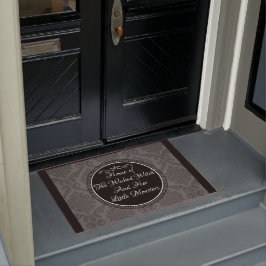 Home of
The Wicked Witch
And Her
Little Monsters